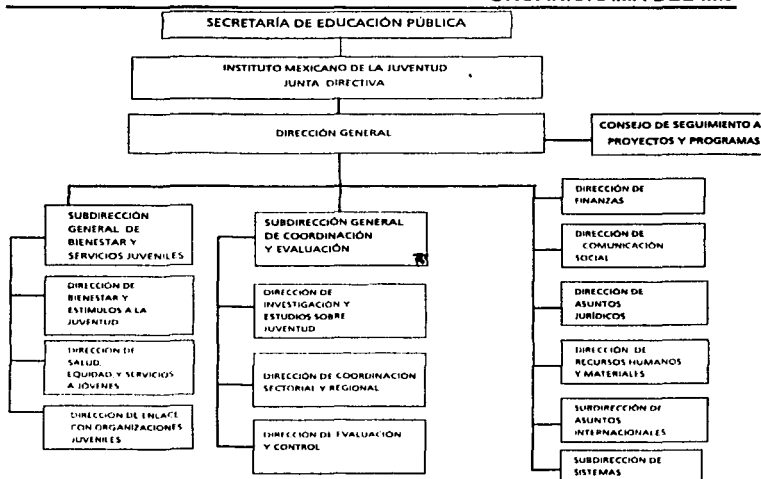 SECRETARÍA DE EDUCACIÓN PÚBLICA
INSTITUTO MEXICANO DE LA JUVENTUD
JUNTA DIRECTIVA
DIRECCIÓN GENERAL
CONSEJO DE SEGUIMIENTO A
PROYECTOS Y PROGRAMAS
SUBDIRECCIÓN
GENERAL DE
BIENESTAR Y
SERVICIOS JUVENILES
DIRECCIÓN DE
BIENESTAR Y
ESTÍMULOS A LA
JUVENTUD
DIRECCIÓN DE
SALUD,
EQUIDAD, Y SERVICIOS
A JÓVENES
DIRECCIÓN DE ENLACE
CON ORGANIZACIONES
JUVENILES
SUBDIRECCIÓN GENERAL
DE COORDINACIÓN
Y EVALUACIÓN
DIRECCIÓN DE
INVESTIGACIÓN Y
ESTUDIOS SOBRE
JUVENTUD
DIRECCIÓN DE COORDINACIÓN
SECTORIAL Y REGIONAL
DIRECCIÓN DE EVALUACIÓN
Y CONTROL
DIRECCIÓN DE
FINANZAS
DIRECCIÓN DE
COMUNICACIÓN
SOCIAL
DIRECCIÓN DE
ASUNTOS
JURÍDICOS
DIRECCIÓN DE
RECURSOS HUMANOS
Y MATERIALES
SUBDIRECCIÓN DE
ASUNTOS
INTERNACIONALES
SUBDIRECCIÓN DE
SISTEMAS